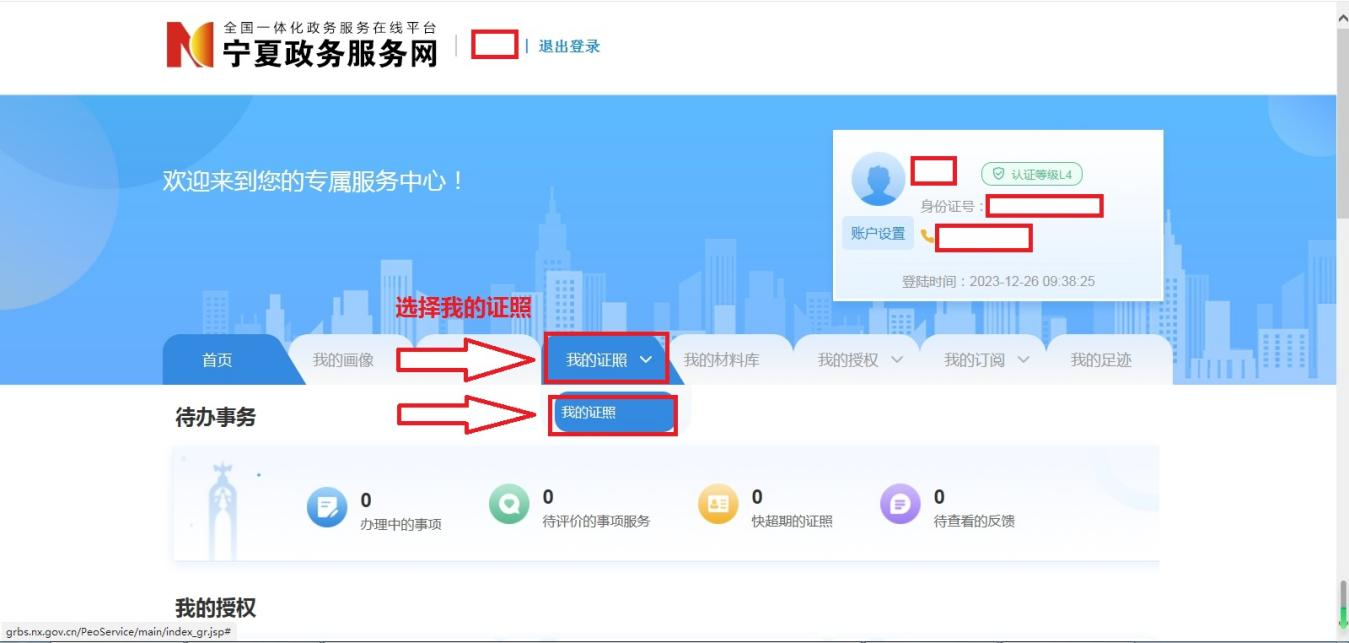 全国一体化政务服务在线平台
宁夏政务服务网
| 退出登录
欢迎来到您的专属服务中心！
认证等级L4
身份证号：
账户设置
登陆时间：2023-12-26 09:38:25
选择我的证照
首页 我的画像 我的证照 我的材料库 我的授权 我的订阅 我的足迹
我的证照
待办事务
0 0 0 0
办理中的事项 待评价的事项服务 快超期的证照 待查看的反馈
我的授权
grbs.nx.gov.cn/PeoService/main/index_gr.jsp#